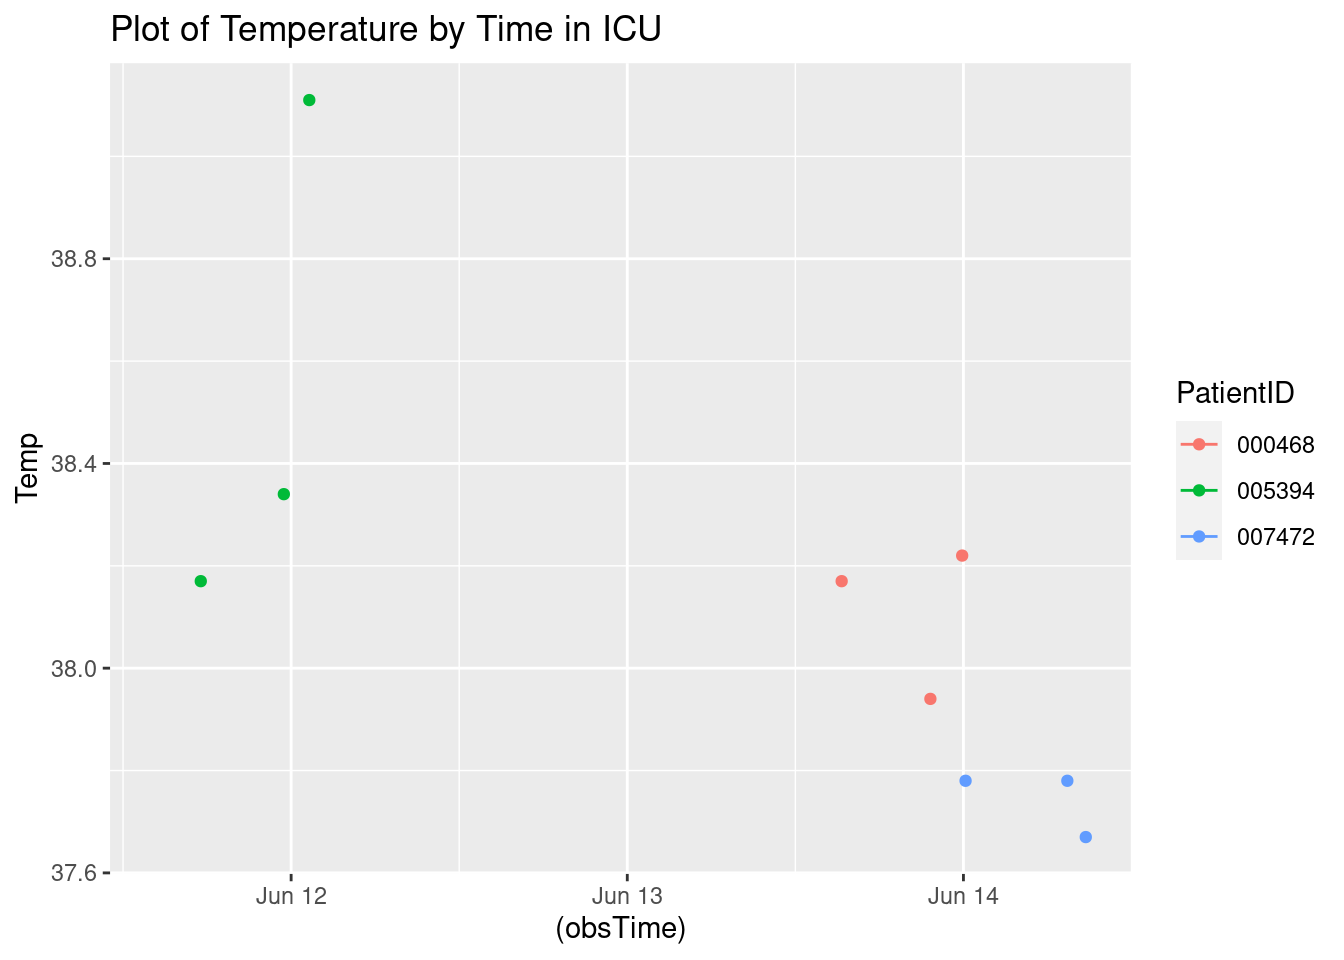 Plot of Temperature by Time in ICU
Temp
38.8
38.4
38.0
37.6
Jun 12
Jun 13
Jun 14
(obsTime)
PatientID
000468
005394
007472